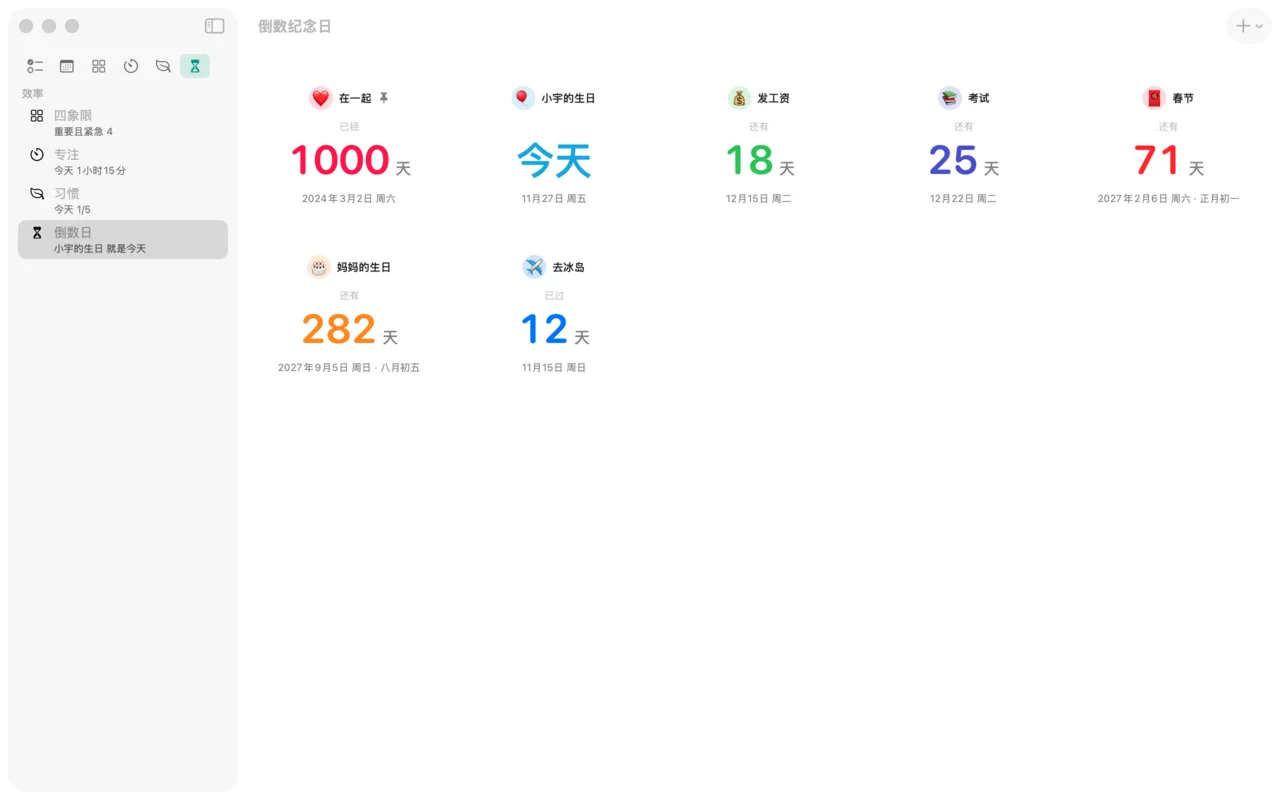 倒数纪念日
效率
四象限
重要且紧急 4
专注
今天 1小时15分
习惯
今天 1/5
倒数日
小宇的生日 就是今天
在一起
已经
1000 天
2024年3月2日 周六
小宇的生日
今天
11月27日 周五
发工资
还有
18 天
12月15日 周二
考试
还有
25 天
12月22日 周二
春节
还有
71 天
2027年2月6日 周六 · 正月初一
妈妈的生日
还有
282 天
2027年9月5日 周日 · 八月初五
去冰岛
已过
12 天
11月15日 周日